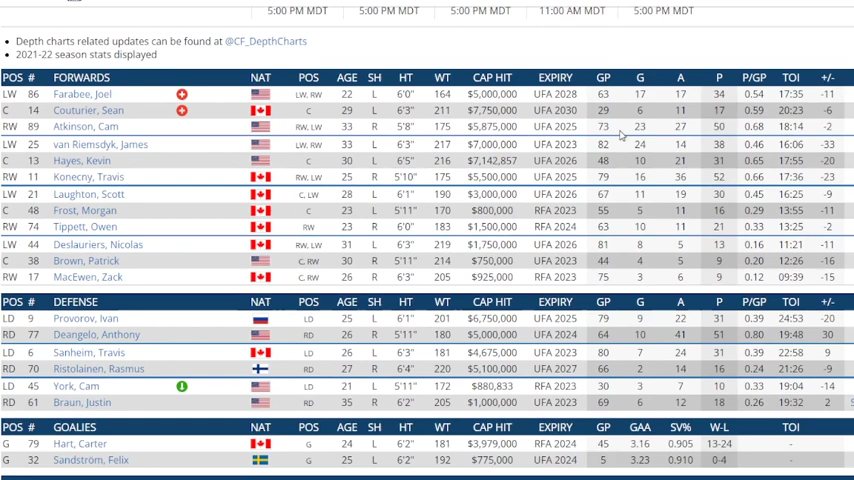 5:00 PM MDT 5:00 PM MDT 5:00 PM MDT 11:00 AM MDT 5:00 PM MDT
Depth charts related updates can be found at @CF_DepthCharts
2021-22 season stats displayed
POS # FORWARDS NAT POS AGE SH HT WT CAP HIT EXPIRY GP G A P P/GP TOI +/-
LW 86 Farabee, Joel LW, RW 22 L 6'0" 164 $5,000,000 UFA 2028 63 17 17 34 0.54 17:35 -11
C 14 Couturier, Sean C 29 L 6'3" 211 $7,750,000 UFA 2030 29 6 11 17 0.59 20:23 -6
RW 89 Atkinson, Cam RW, LW 33 R 5'8" 175 $5,875,000 UFA 2025 73 23 27 50 0.68 18:14 -2
LW 25 van Riemsdyk, James LW, RW 33 L 6'3" 217 $7,000,000 UFA 2023 82 24 14 38 0.46 16:06 -33
C 13 Hayes, Kevin C 30 L 6'5" 216 $7,142,857 UFA 2026 48 10 21 31 0.65 17:55 -20
RW 11 Konecny, Travis RW, LW 25 R 5'10" 175 $5,500,000 UFA 2025 79 16 36 52 0.66 17:36 -23
LW 21 Laughton, Scott C, LW 28 L 6'1" 190 $3,000,000 UFA 2026 67 11 19 30 0.45 16:25 -9
C 48 Frost, Morgan C 23 L 5'11" 170 $800,000 RFA 2023 55 5 11 16 0.29 13:55 -11
RW 74 Tippett, Owen RW 23 R 6'0" 183 $1,500,000 RFA 2024 63 10 11 21 0.33 13:25 -2
LW 44 Deslauriers, Nicolas RW, LW 31 L 6'3" 219 $1,750,000 UFA 2026 81 8 5 13 0.16 11:21 -11
C 38 Brown, Patrick C, RW 30 R 5'11" 214 $750,000 UFA 2023 44 4 5 9 0.20 12:26 -16
RW 17 MacEwen, Zack C, RW 26 R 6'3" 205 $925,000 RFA 2023 75 3 6 9 0.12 09:39 -15
POS # DEFENSE NAT POS AGE SH HT WT CAP HIT EXPIRY GP G A P P/GP TOI +/-
LD 9 Provorov, Ivan LD 25 L 6'1" 201 $6,750,000 UFA 2025 79 9 22 31 0.39 24:53 -20
RD 77 Deangelo, Anthony RD 26 R 5'11" 180 $5,000,000 UFA 2024 64 10 41 51 0.80 19:48 30
LD 6 Sanheim, Travis LD 26 L 6'3" 181 $4,675,000 UFA 2023 80 7 24 31 0.39 22:58 9
RD 70 Ristolainen, Rasmus RD 27 R 6'4" 220 $5,100,000 UFA 2027 66 2 14 16 0.24 21:26 -9
LD 45 York, Cam LD 21 L 5'11" 172 $880,833 RFA 2023 30 3 7 10 0.33 19:04 -14
RD 61 Braun, Justin RD 35 R 6'2" 205 $1,000,000 UFA 2023 69 6 12 18 0.26 19:32 2
POS # GOALIES NAT POS AGE SH HT WT CAP HIT EXPIRY GP GAA SV% W-L TOI
G 79 Hart, Carter G 24 L 6'2" 181 $3,979,000 RFA 2024 45 3.16 0.905 13-24 -
G 32 Sandström, Felix G 25 L 6'2" 192 $775,000 UFA 2024 5 3.23 0.910 0-4 -